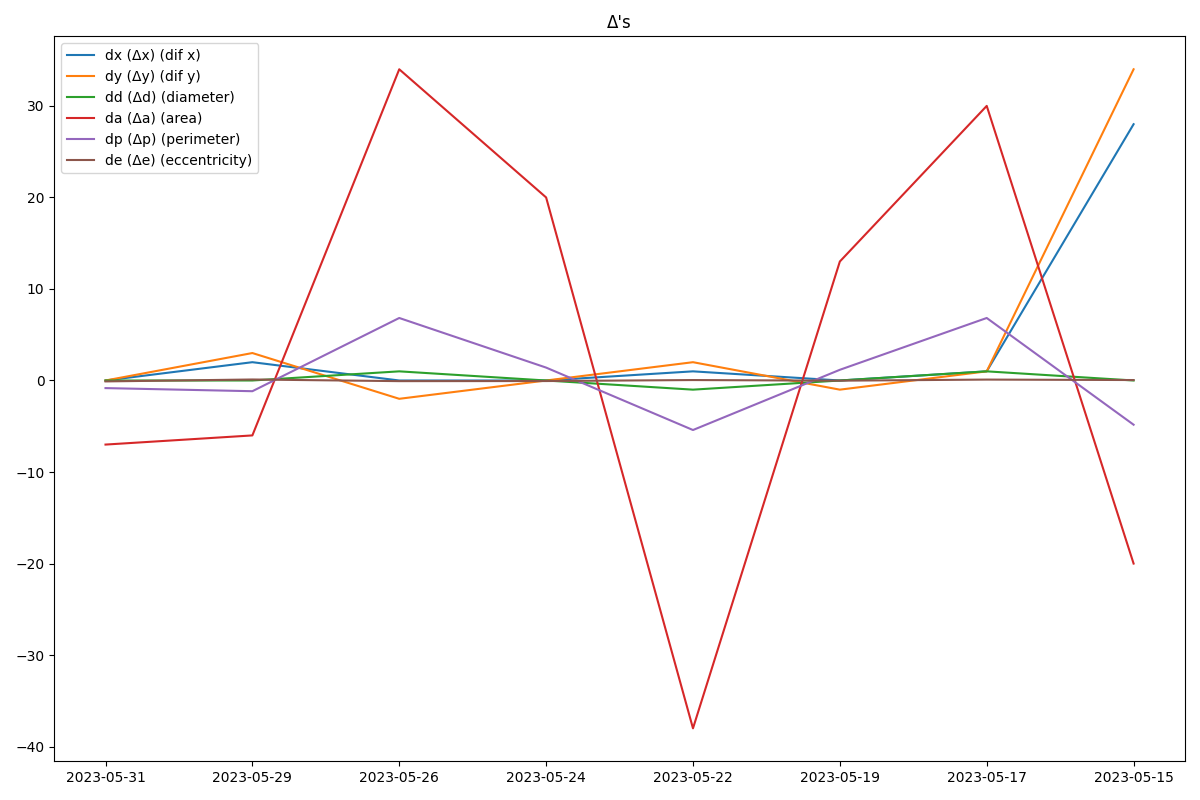 Δ's
dx (Δx) (dif x)
dy (Δy) (dif y)
dd (Δd) (diameter)
da (Δa) (area)
dp (Δp) (perimeter)
de (Δe) (eccentricity)
30
20
10
0
−10
−20
−30
−40
2023-05-31 2023-05-29 2023-05-26 2023-05-24 2023-05-22 2023-05-19 2023-05-17 2023-05-15